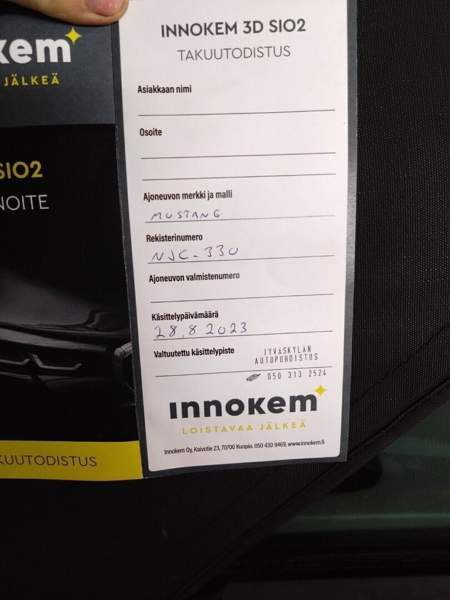 kem
JÄLKEÄ
SIO2
NOITE
KUUTODISTUS
INNOKEM 3D SIO2
TAKUUTODISTUS
Asiakkaan nimi
Osoite
Ajoneuvon merkki ja malli
MUSTANG
Rekisterinumero
NJC-330
Ajoneuvon valmistenumero
Käsittelypäivämäärä
28.8 2023
Valtuutettu käsittelypiste
JYVÄSKYLÄN
AUTOPUHDISTUS
050 313 2524
ınnoкem
LOISTAVAA JÄLKEÄ
Innokem Oy, Kaivotie 23, 70700 Kuopio, 050 430 9469, www.innokem.fi